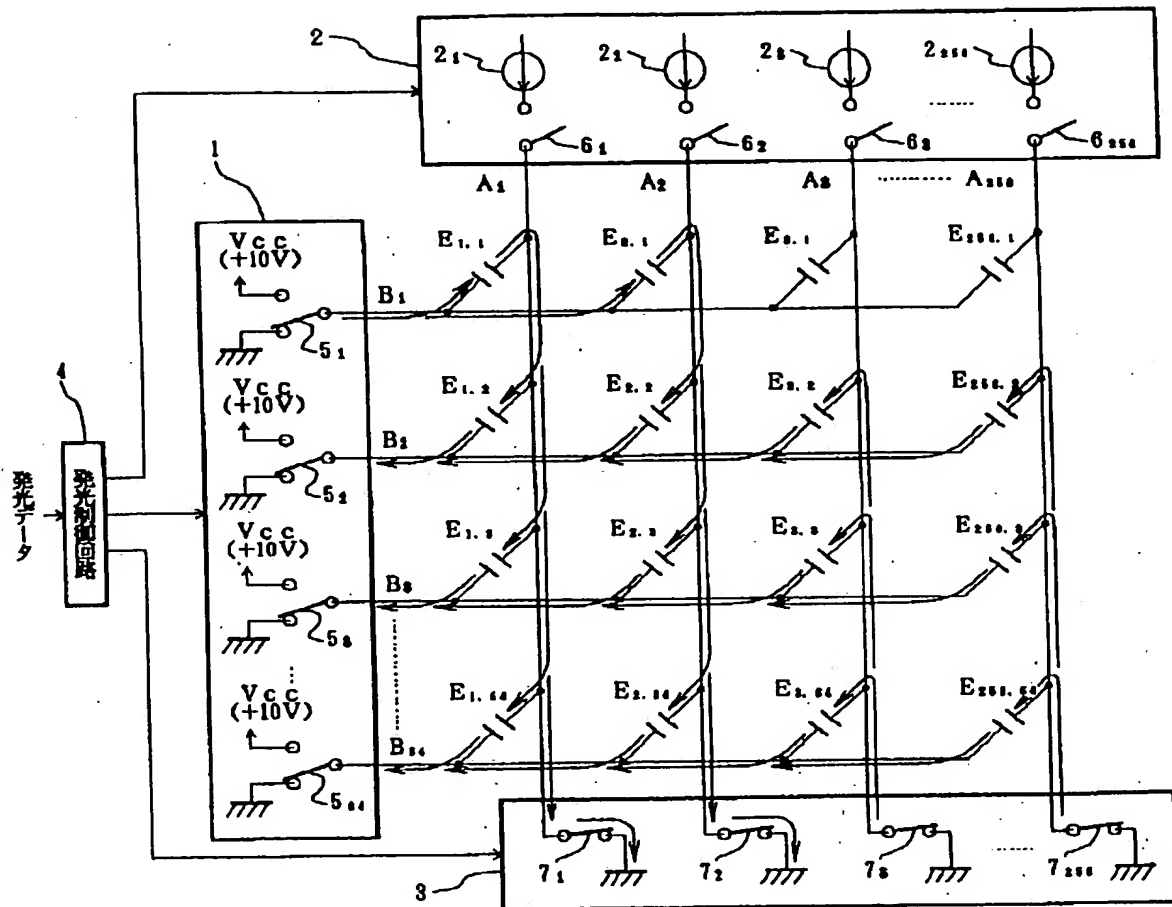 2
2₁ 2₂ 2₃ 2₂₅₆
6₁ 6₂ 6₃ 6₂₅₆
A₁ A₂ A₃ A₂₅₆
1
Vcc
(+10V)
E₁.₁ E₂.₁ E₃.₁ E₂₅₆.₁
B₁
5₁
4
Vcc
(+10V)
E₁.₂ E₂.₂ E₃.₂ E₂₅₆.₂
B₂
5₂
発光データ
発光制御回路
Vcc
(+10V)
E₁.₃ E₂.₃ E₃.₃ E₂₅₆.₃
B₃
5₃
Vcc
(+10V)
E₁.₆₄ E₂.₆₄ E₃.₆₄ E₂₅₆.₆₄
B₆₄
5₆₄
7₁ 7₂ 7₃ 7₂₅₆
3